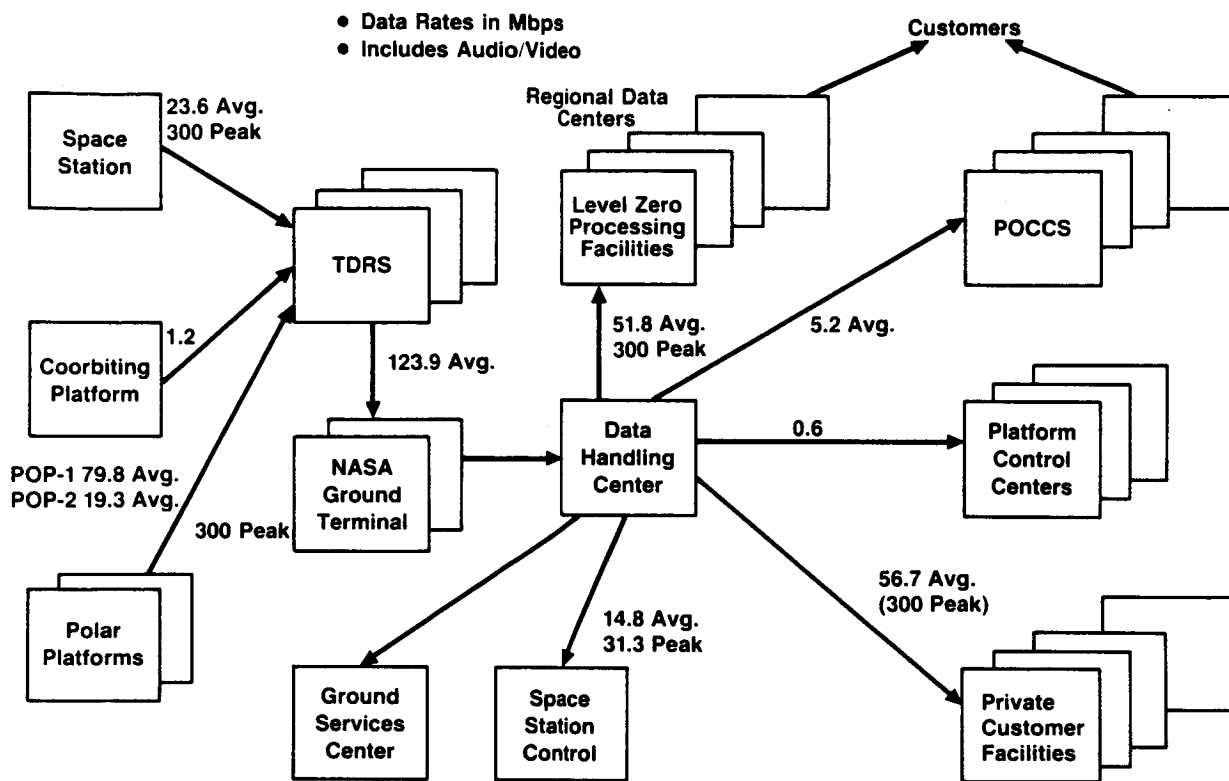 ● Data Rates in Mbps
● Includes Audio/Video
Customers
23.6 Avg.
300 Peak
Space
Station
Regional Data
Centers
Level Zero
Processing
Facilities
POCCS
TDRS
1.2
Coorbiting
Platform
51.8 Avg.
300 Peak
5.2 Avg.
123.9 Avg.
Data
Handling
Center
0.6
Platform
Control
Centers
NASA
Ground
Terminal
POP-1 79.8 Avg.
POP-2 19.3 Avg.
300 Peak
56.7 Avg.
(300 Peak)
14.8 Avg.
31.3 Peak
Polar
Platforms
Ground
Services
Center
Space
Station
Control
Private
Customer
Facilities